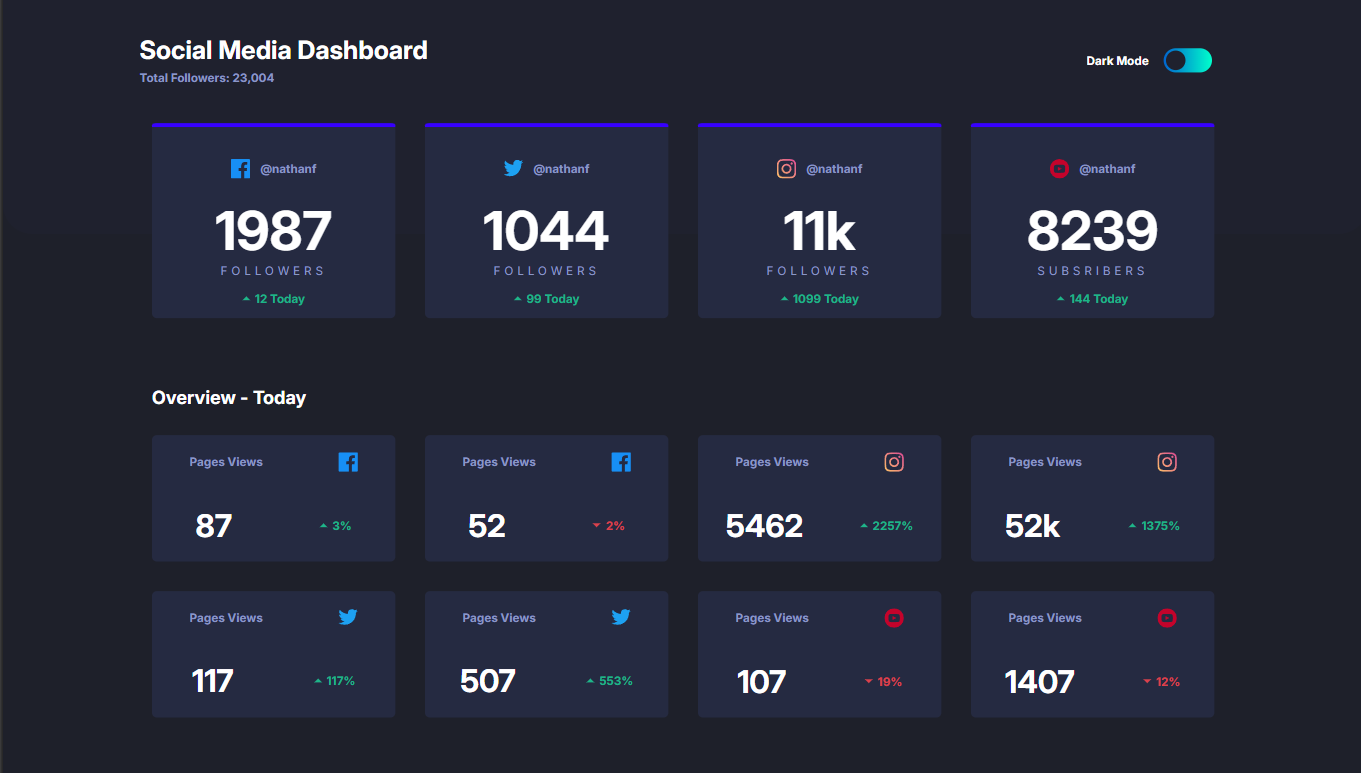 Social Media Dashboard
Total Followers: 23,004
Dark Mode
@nathanf
1987
FOLLOWERS
12 Today
@nathanf
1044
FOLLOWERS
99 Today
@nathanf
11k
FOLLOWERS
1099 Today
@nathanf
8239
SUBSRIBERS
144 Today
Overview - Today
Pages Views
87
3%
Pages Views
52
2%
Pages Views
5462
2257%
Pages Views
52k
1375%
Pages Views
117
117%
Pages Views
507
553%
Pages Views
107
19%
Pages Views
1407
12%